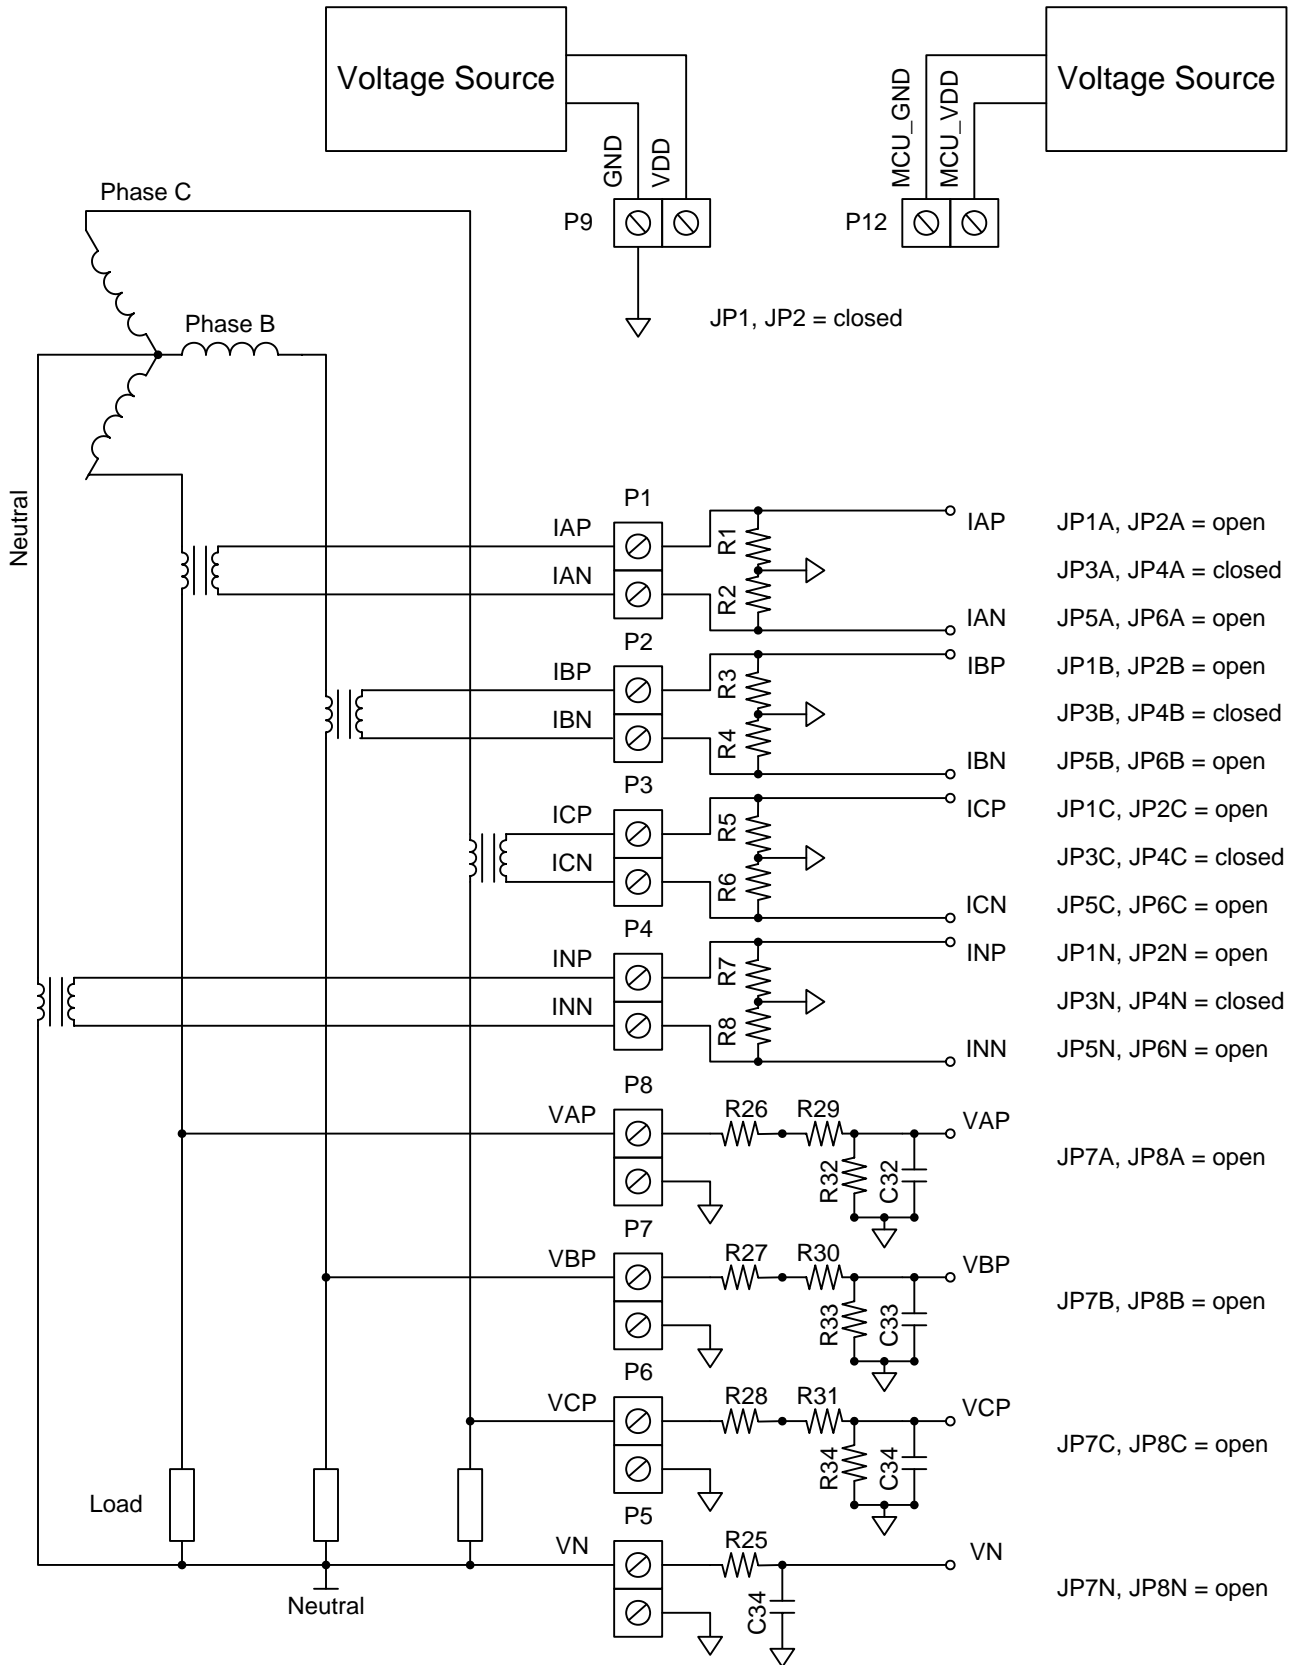 Voltage Source
Voltage Source
GND
VDD
MCU_GND
MCU_VDD
Phase C
P9
P12
JP1, JP2 = closed
Phase B
Neutral
P1
IAP
IAN
R1
R2
IAP
JP1A, JP2A = open
JP3A, JP4A = closed
IAN
JP5A, JP6A = open
P2
IBP
IBN
R3
R4
IBP
JP1B, JP2B = open
JP3B, JP4B = closed
IBN
JP5B, JP6B = open
P3
ICP
ICN
R5
R6
ICP
JP1C, JP2C = open
JP3C, JP4C = closed
ICN
JP5C, JP6C = open
P4
INP
INN
R7
R8
INP
JP1N, JP2N = open
JP3N, JP4N = closed
INN
JP5N, JP6N = open
P8
VAP
R26
R29
R32
C32
VAP
JP7A, JP8A = open
P7
VBP
R27
R30
R33
C33
VBP
JP7B, JP8B = open
P6
VCP
R28
R31
R34
C34
VCP
JP7C, JP8C = open
Load
P5
VN
R25
C34
VN
JP7N, JP8N = open
Neutral